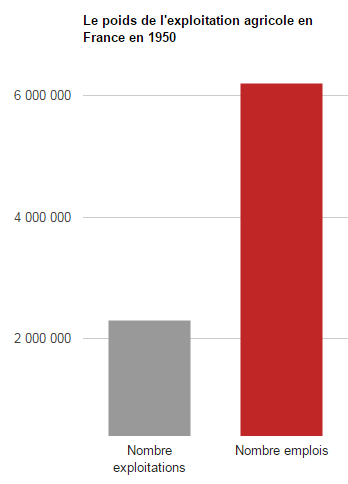 Le poids de l'exploitation agricole en
France en 1950
6 000 000
4 000 000
2 000 000
Nombre
exploitations
Nombre emplois